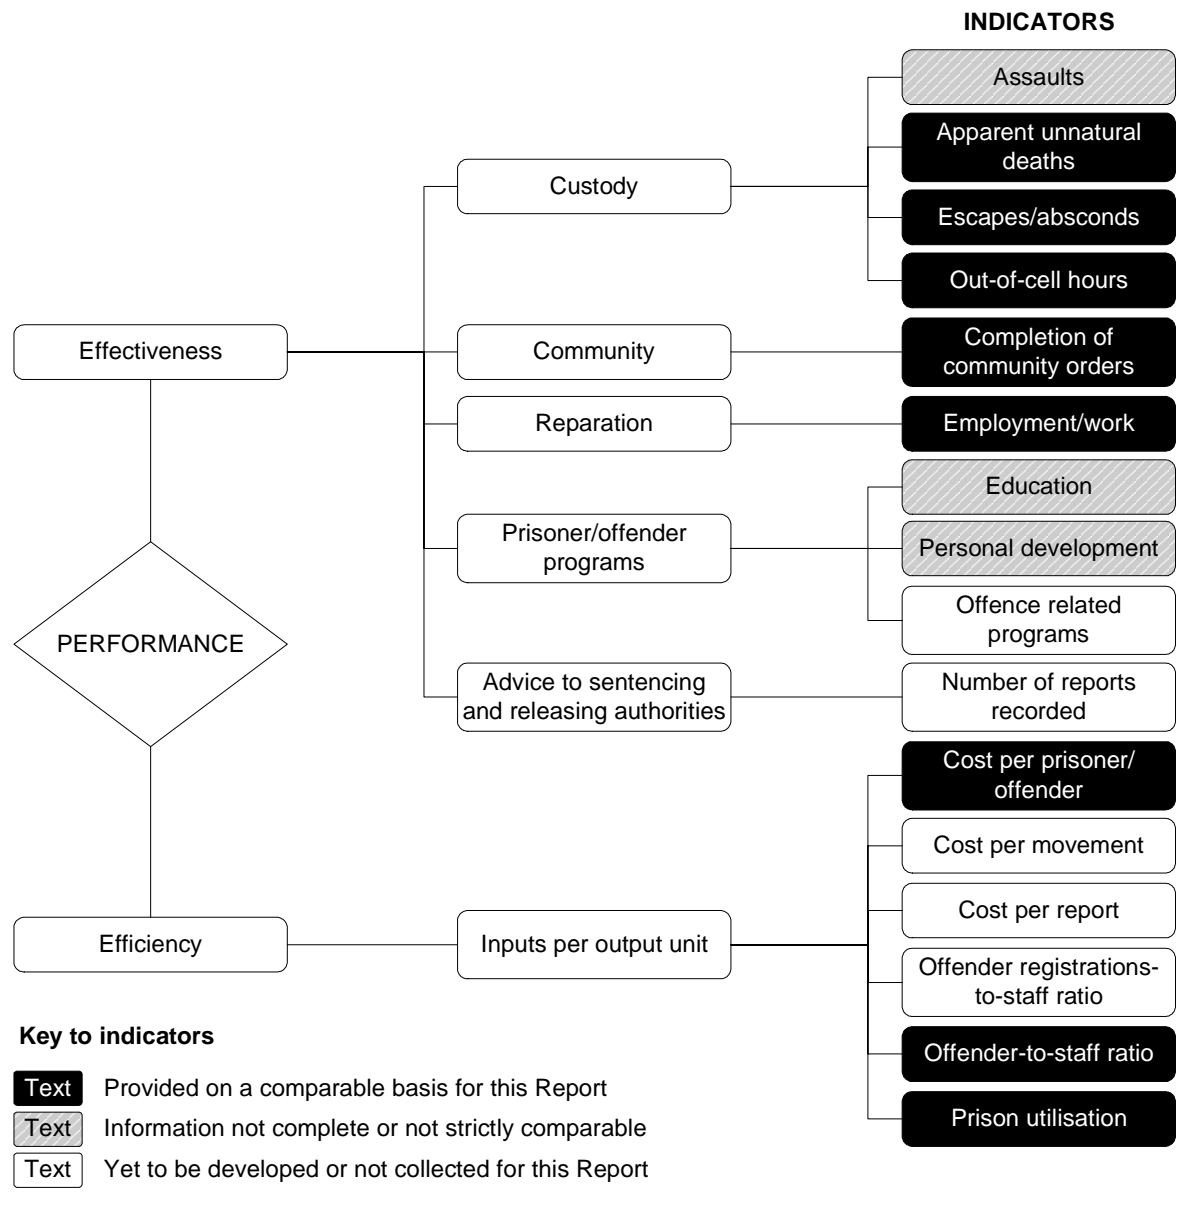 INDICATORS
Assaults
Apparent unnatural
deaths
Custody
Escapes/absconds
Out-of-cell hours
Effectiveness
Community
Completion of
community orders
Reparation
Employment/work
Education
Prisoner/offender
programs
Personal development
Offence related
programs
PERFORMANCE
Advice to sentencing
and releasing authorities
Number of reports
recorded
Cost per prisoner/
offender
Cost per movement
Cost per report
Efficiency
Inputs per output unit
Offender registrations-
to-staff ratio
Offender-to-staff ratio
Prison utilisation
Key to indicators
Text Provided on a comparable basis for this Report
Text Information not complete or not strictly comparable
Text Yet to be developed or not collected for this Report